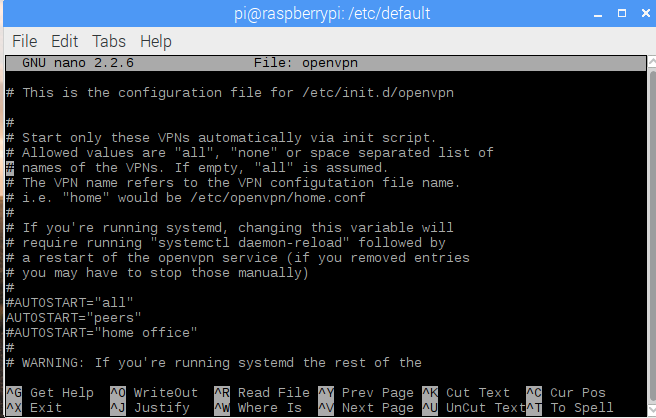 pi@raspberrypi: /etc/default
File Edit Tabs Help
GNU nano 2.2.6 File: openvpn
# This is the configuration file for /etc/init.d/openvpn
#
# Start only these VPNs automatically via init script.
# Allowed values are "all", "none" or space separated list of
# names of the VPNs. If empty, "all" is assumed.
# The VPN name refers to the VPN configutation file name.
# i.e. "home" would be /etc/openvpn/home.conf
#
# If you're running systemd, changing this variable will
# require running "systemctl daemon-reload" followed by
# a restart of the openvpn service (if you removed entries
# you may have to stop those manually)
#
#AUTOSTART="all"
AUTOSTART="peers"
#AUTOSTART="home office"
#
# WARNING: If you're running systemd the rest of the
^G Get Help ^O WriteOut ^R Read File ^Y Prev Page ^K Cut Text ^C Cur Pos
^X Exit ^J Justify ^W Where Is ^V Next Page ^U UnCut Text ^T To Spell